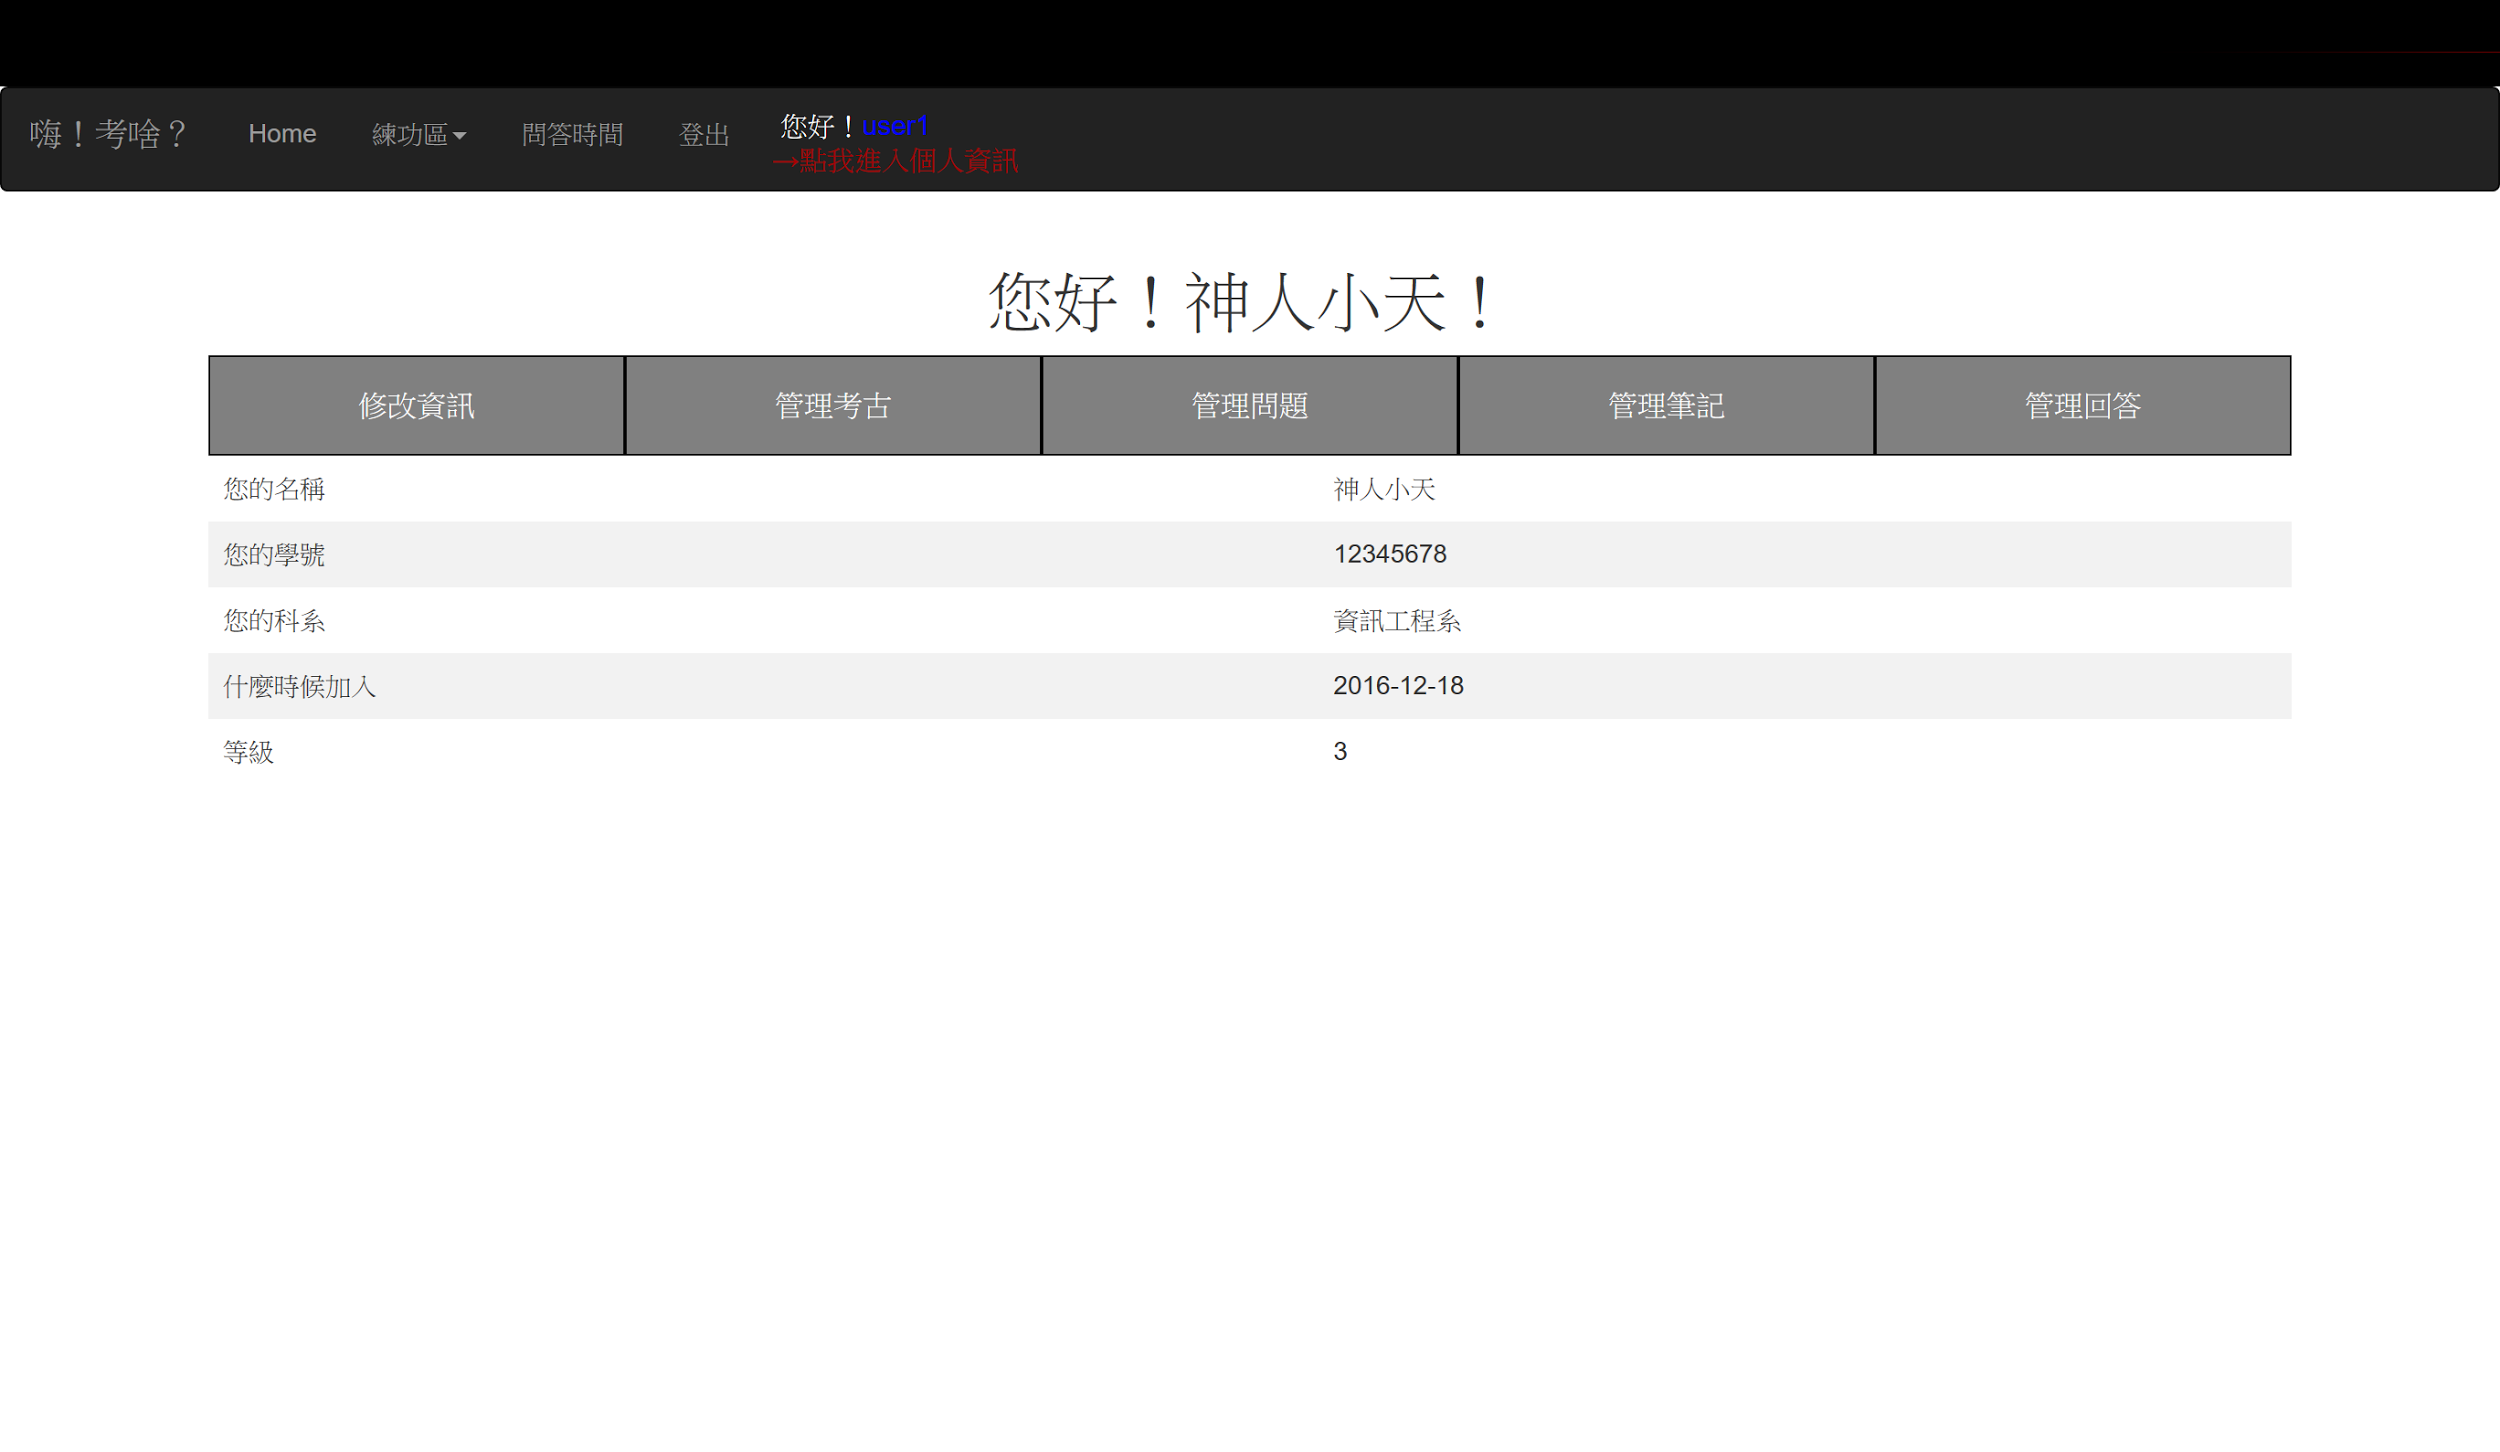 嗨！考啥？ Home 練功區 問答時間 登出 您好！user1
→點我進入個人資訊
您好！神人小天！
修改資訊 管理考古 管理問題 管理筆記 管理回答
您的名稱 神人小天
您的學號 12345678
您的科系 資訊工程系
什麼時候加入 2016-12-18
等級 3